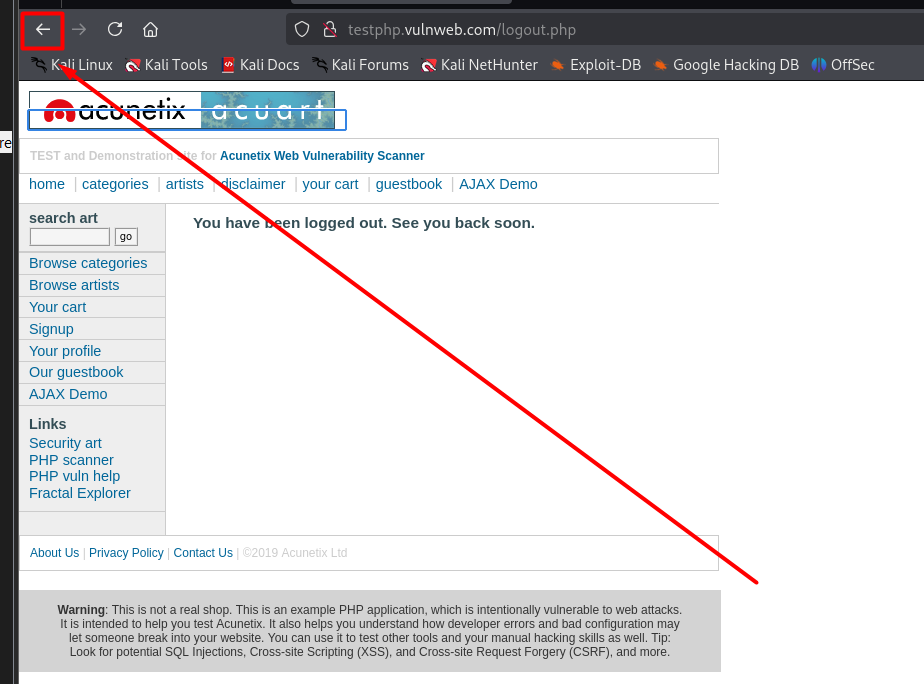 testphp.vulnweb.com/logout.php
Kali Linux Kali Tools Kali Docs Kali Forums Kali NetHunter Exploit-DB Google Hacking DB OffSec
acunetix acuart
re
TEST and Demonstration site for Acunetix Web Vulnerability Scanner
home | categories | artists | disclaimer | your cart | guestbook | AJAX Demo
search art
go
You have been logged out. See you back soon.
Browse categories
Browse artists
Your cart
Signup
Your profile
Our guestbook
AJAX Demo
Links
Security art
PHP scanner
PHP vuln help
Fractal Explorer
About Us | Privacy Policy | Contact Us | ©2019 Acunetix Ltd
Warning: This is not a real shop. This is an example PHP application, which is intentionally vulnerable to web attacks.
It is intended to help you test Acunetix. It also helps you understand how developer errors and bad configuration may
let someone break into your website. You can use it to test other tools and your manual hacking skills as well. Tip:
Look for potential SQL Injections, Cross-site Scripting (XSS), and Cross-site Request Forgery (CSRF), and more.